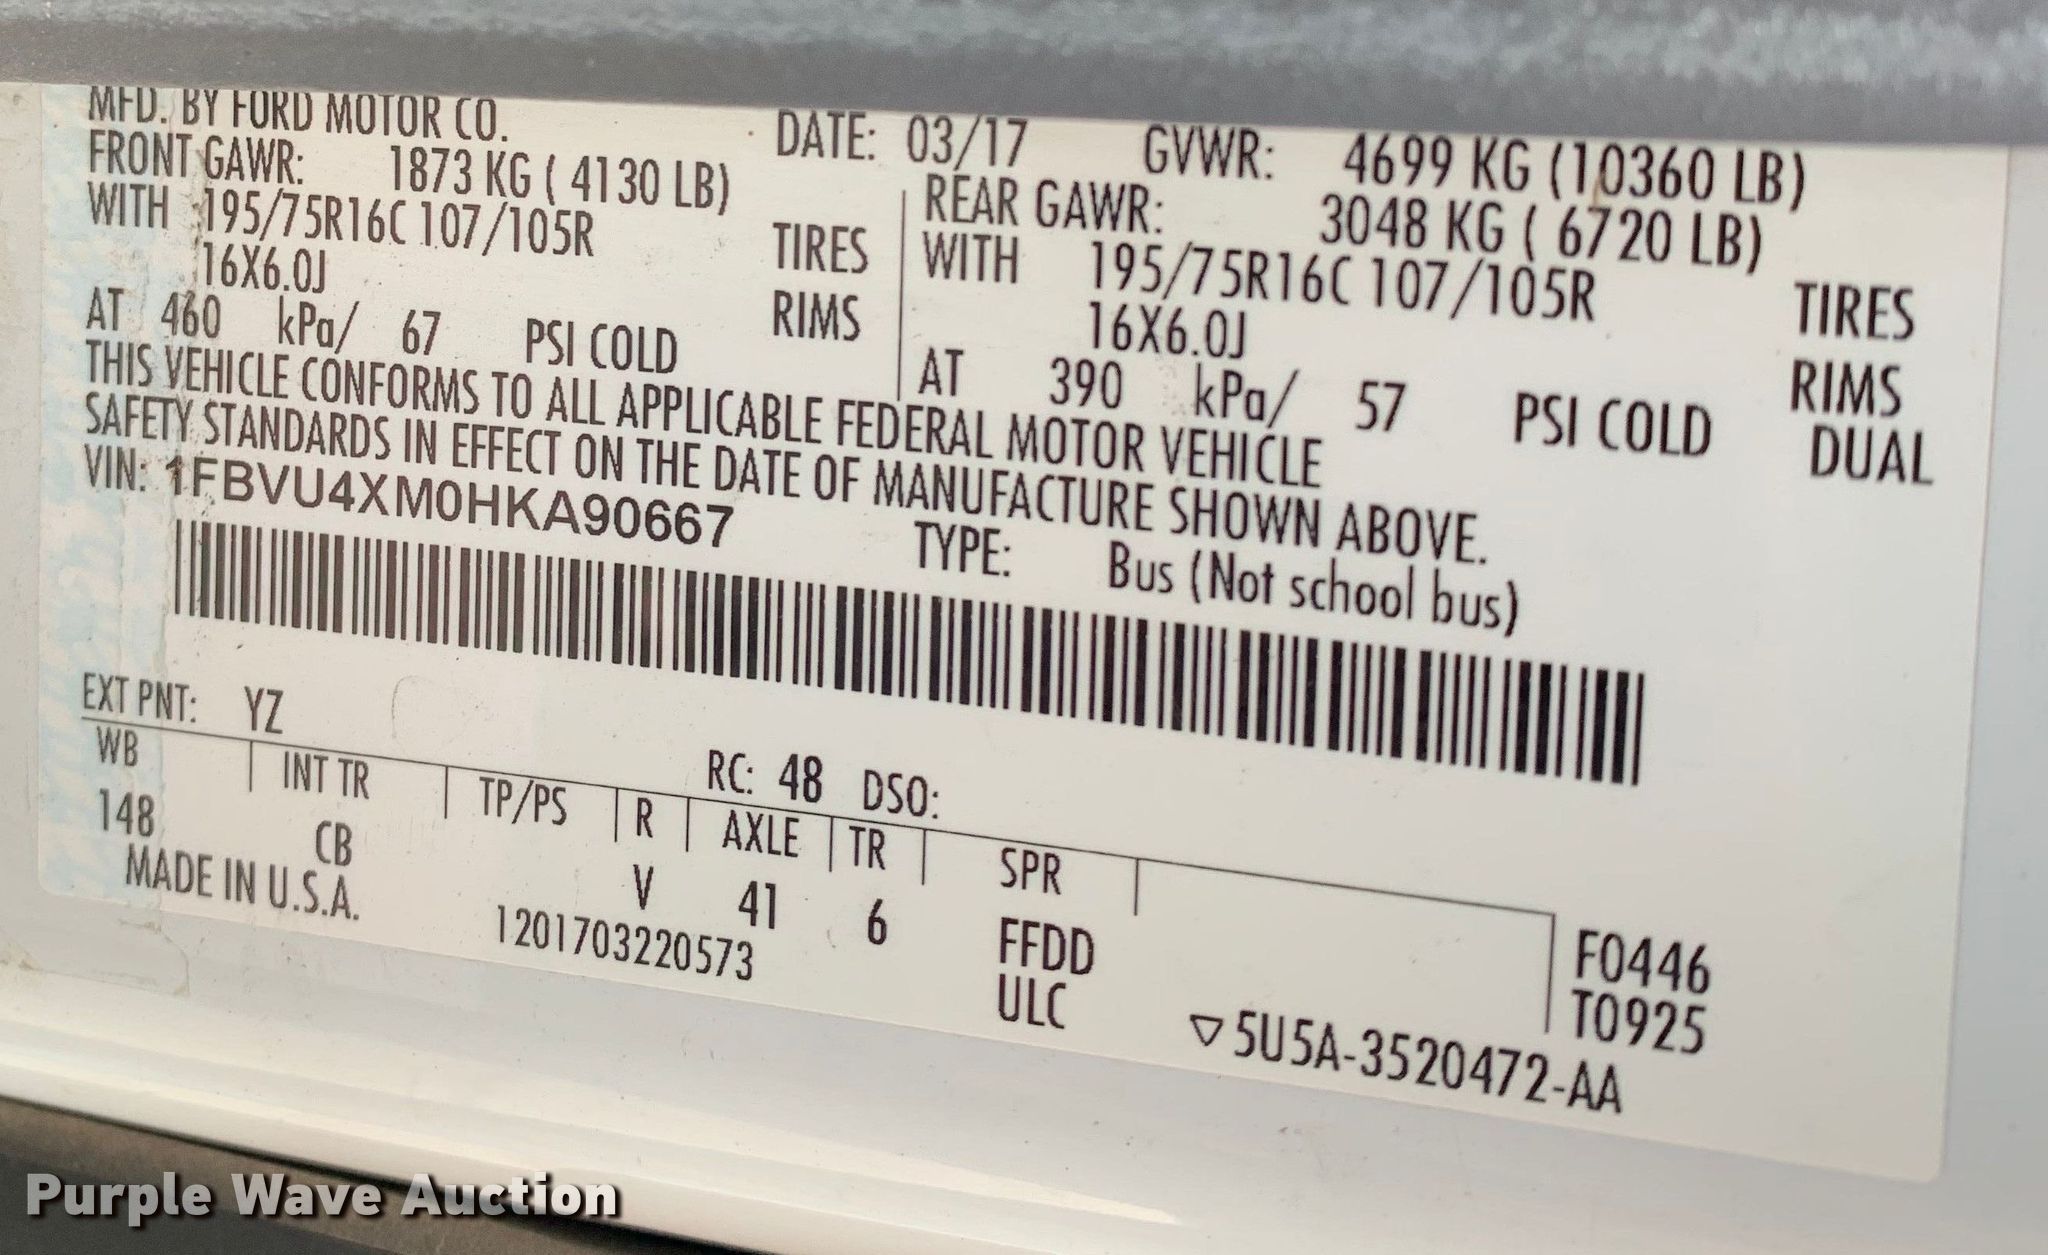 MFD. BY FORD MOTOR CO. DATE: 03/17 GVWR: 4699 KG (10360 LB)
FRONT GAWR: 1873 KG ( 4130 LB) REAR GAWR: 3048 KG ( 6720 LB)
WITH 195/75R16C 107/105R TIRES WITH 195/75R16C 107/105R TIRES
16X6.0J RIMS 16X6.0J RIMS
AT 460 kPa/ 67 PSI COLD AT 390 kPa/ 57 PSI COLD DUAL
THIS VEHICLE CONFORMS TO ALL APPLICABLE FEDERAL MOTOR VEHICLE
SAFETY STANDARDS IN EFFECT ON THE DATE OF MANUFACTURE SHOWN ABOVE.
VIN: 1FBVU4XM0HKA90667 TYPE: Bus (Not school bus)
EXT PNT: YZ RC: 48 DSO:
WB INT TR TP/PS R AXLE TR SPR
148 CB V 41 6 FFDD F0446
MADE IN U.S.A. 1201703220573 ULC T0925
▽5U5A-3520472-AA
Purple Wave Auction